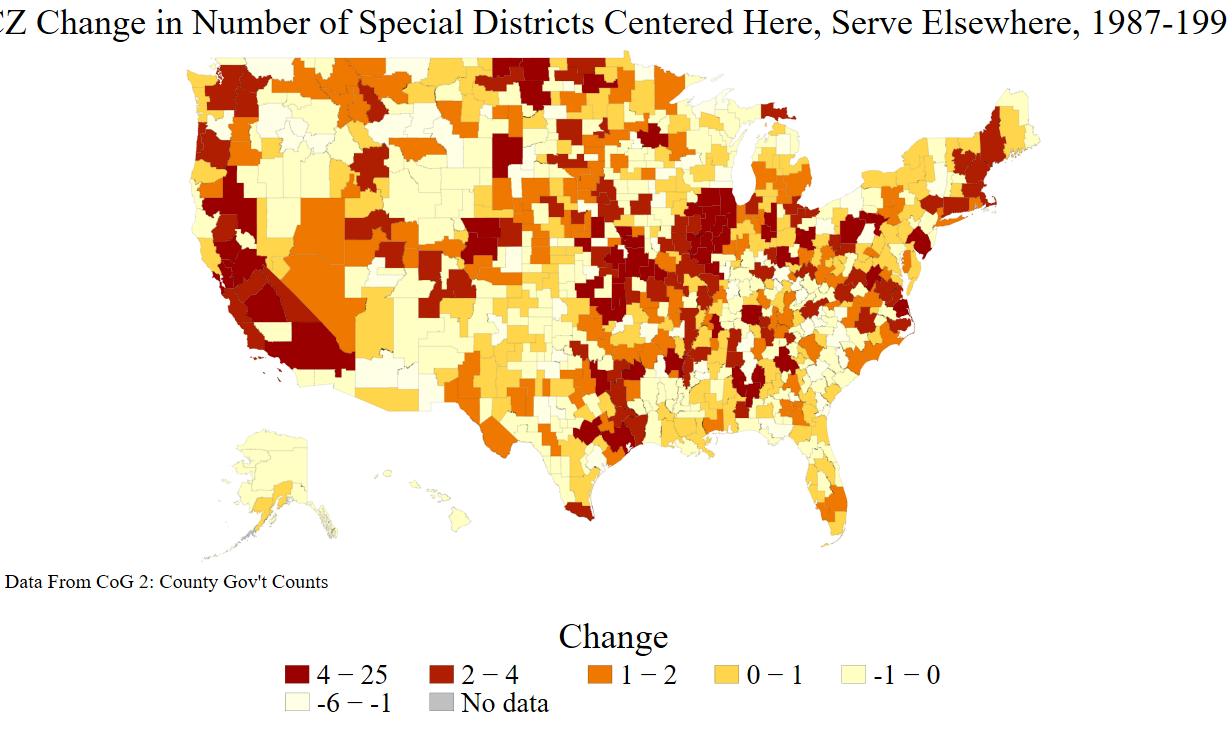 CZ Change in Number of Special Districts Centered Here, Serve Elsewhere, 1987-199
Data From CoG 2: County Gov't Counts
Change
4 – 25 2 – 4 1 – 2 0 – 1 -1 – 0
-6 – -1 No data